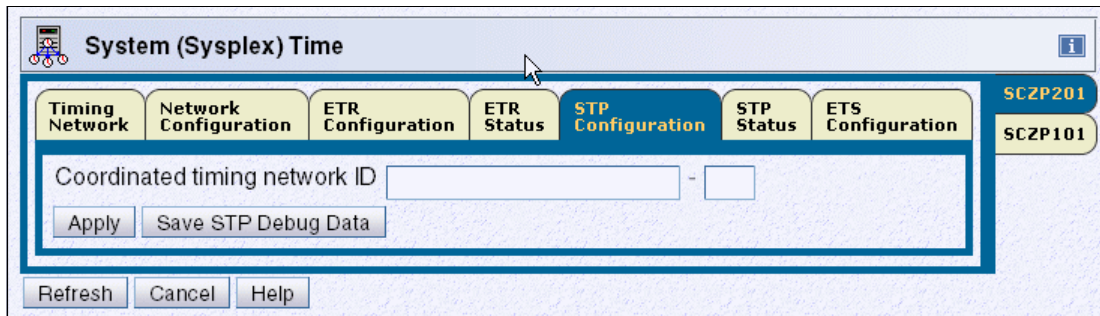 System (Sysplex) Time
i
SCZP201
SCZP101
Timing
Network
Network
Configuration
ETR
Configuration
ETR
Status
STP
Configuration
STP
Status
ETS
Configuration
Coordinated timing network ID -
Apply Save STP Debug Data
Refresh Cancel Help